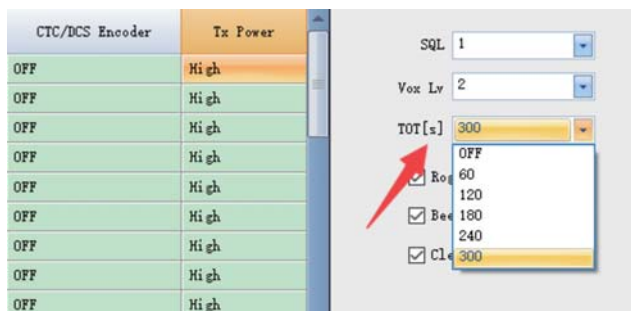 CTC/DCS Encoder Tx Power
OFF High
OFF High
OFF High
OFF High
OFF High
OFF High
OFF High
OFF High
OFF High
SQL 1
Vox Lv 2
TOT[s] 300
OFF
60
120
180
240
300